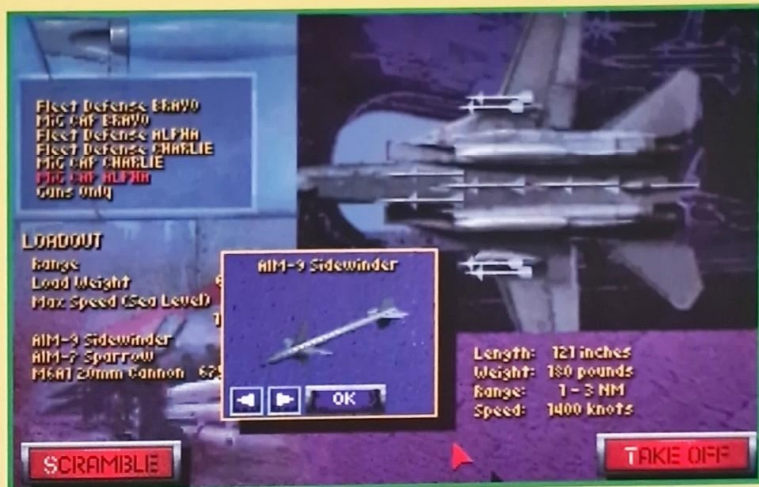 Fleet Defense BRAVO
MiG CAP BRAVO
Fleet Defense ALPHA
Fleet Defense CHARLIE
MiG CAP CHARLIE
MiG CAP ALPHA
Guns Only
LOADOUT
Range
Load Weight
Max Speed (Sea Level)
AIM-9 Sidewinder
AIM-7 Sparrow
M61A1 20mm Cannon 675
AIM-9 Sidewinder
OK
Length: 121 inches
Weight: 180 pounds
Range: 1 - 3 NM
Speed: 1400 knots
SCRAMBLE
TAKE OFF